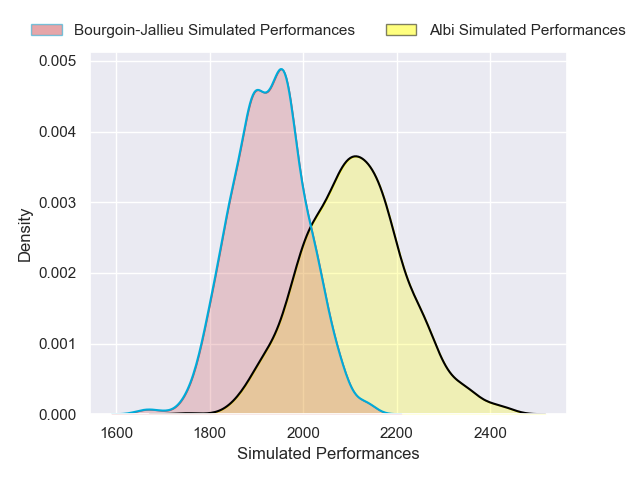 Bourgoin-Jallieu Simulated Performances Albi Simulated Performances
0.005
0.004
0.003
0.002
0.001
0.000
Density
1600 1800 2000 2200 2400
Simulated Performances